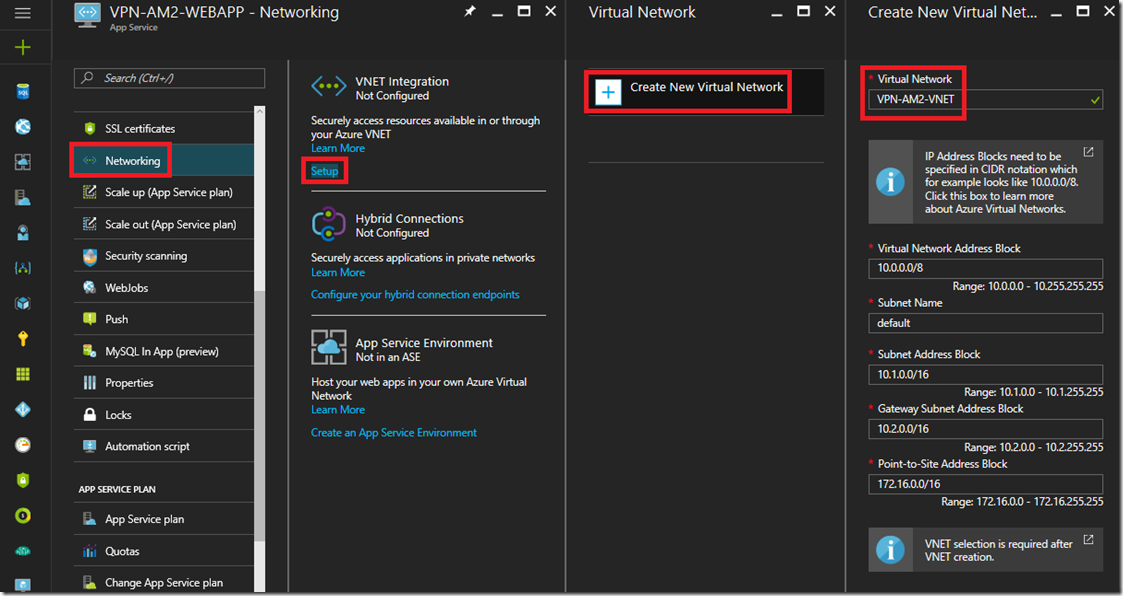 VPN-AM2-WEBAPP - Networking
App Service
Search (Ctrl+/)
SSL certificates
Networking
Scale up (App Service plan)
Scale out (App Service plan)
Security scanning
WebJobs
Push
MySQL In App (preview)
Properties
Locks
Automation script
APP SERVICE PLAN
App Service plan
Quotas
Change App Service plan
VNET Integration
Not Configured
Securely access resources available in or through
your Azure VNET
Learn More
Setup
Hybrid Connections
Not Configured
Securely access applications in private networks
Learn More
Configure your hybrid connection endpoints
App Service Environment
Not in an ASE
Host your web apps in your own Azure Virtual
Network
Learn More
Create an App Service Environment
Virtual Network
Create New Virtual Network
Create New Virtual Net...
* Virtual Network
VPN-AM2-VNET
IP Address Blocks need to be
specified in CIDR notation which
for example looks like 10.0.0.0/8.
Click this box to learn more
about Azure Virtual Networks.
* Virtual Network Address Block
10.0.0.0/8
Range: 10.0.0.0 - 10.255.255.255
* Subnet Name
default
* Subnet Address Block
10.1.0.0/16
Range: 10.1.0.0 - 10.1.255.255
* Gateway Subnet Address Block
10.2.0.0/16
Range: 10.2.0.0 - 10.2.255.255
* Point-to-Site Address Block
172.16.0.0/16
Range: 172.16.0.0 - 172.16.255.255
VNET selection is required after
VNET creation.